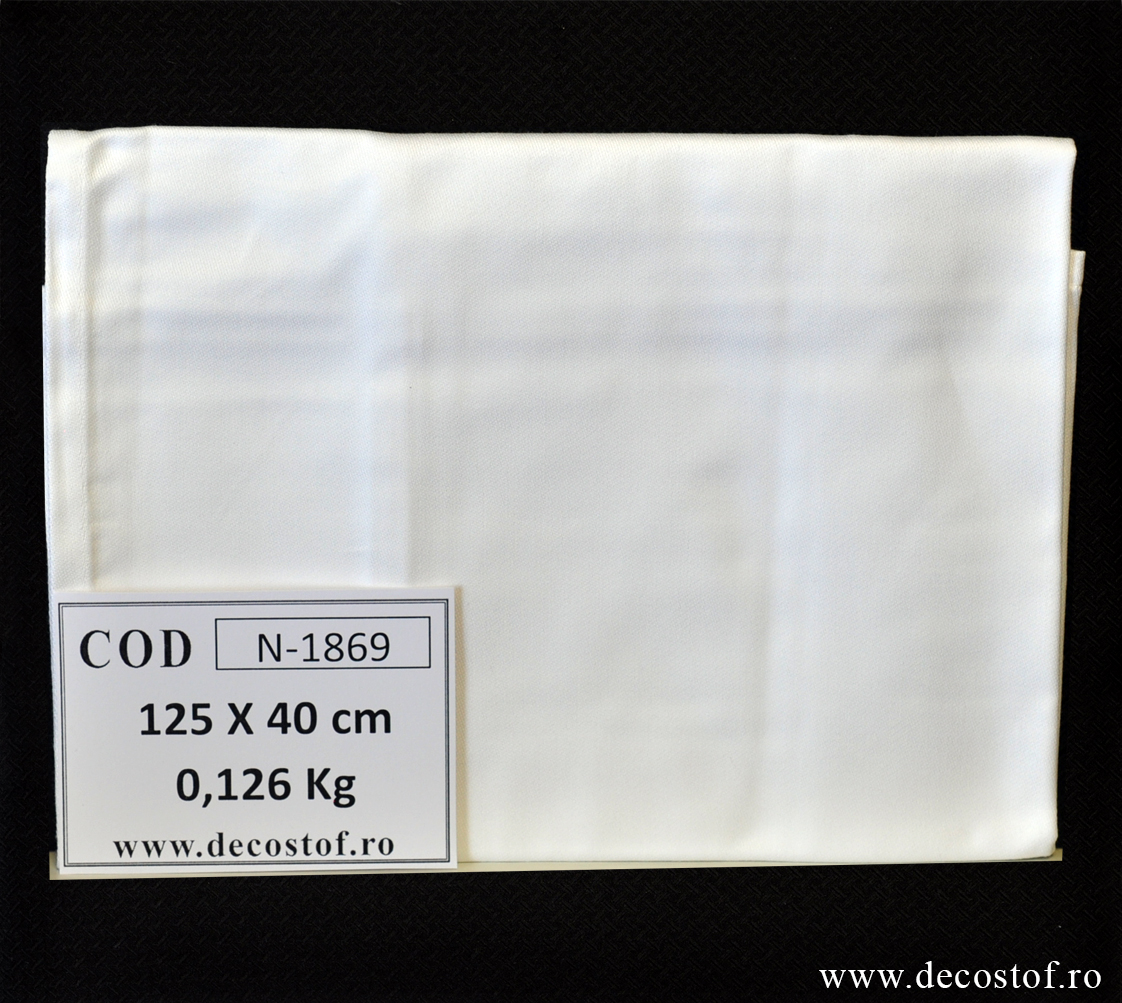 COD N-1869
125 X 40 cm
0,126 Kg
www.decostof.ro
www.decostof.ro